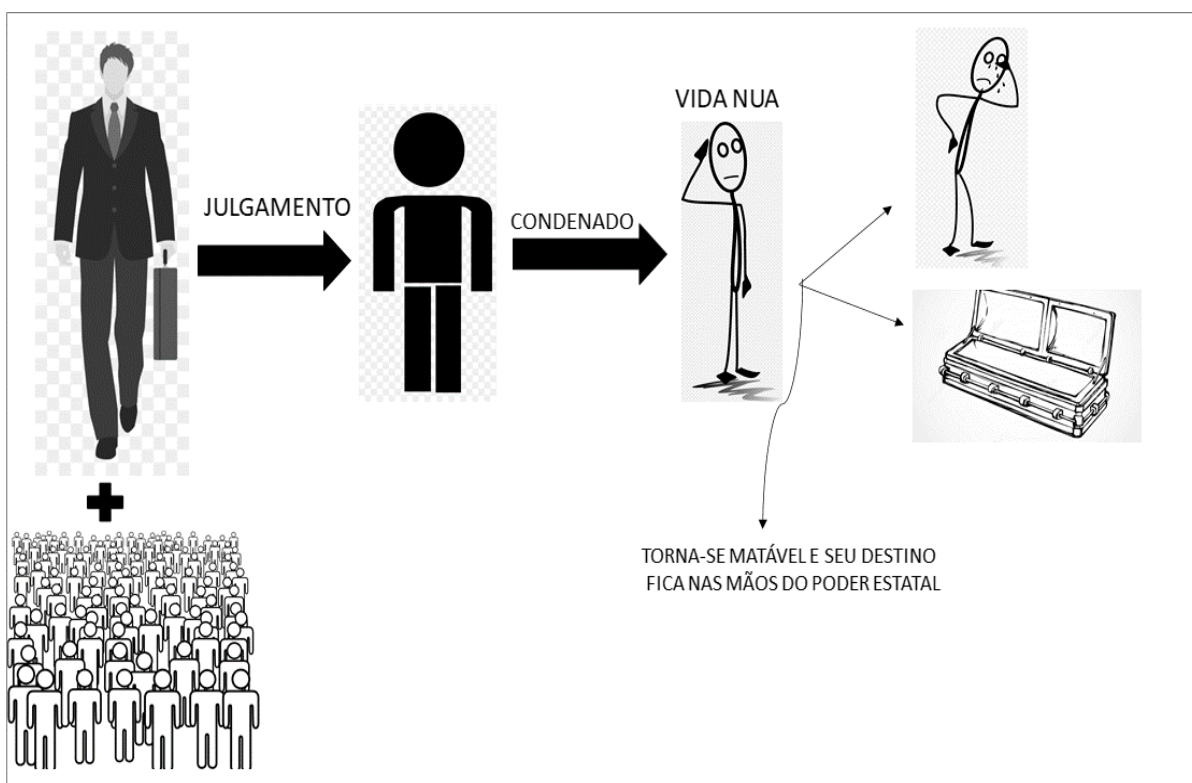 JULGAMENTO
CONDENADO
VIDA NUA
TORNA-SE MATÁVEL E SEU DESTINO
FICA NAS MÃOS DO PODER ESTATAL